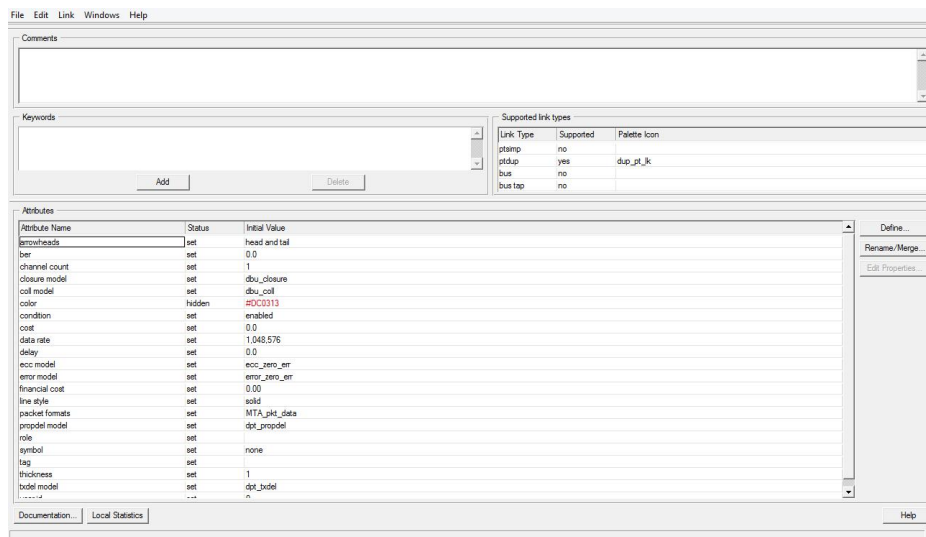 File Edit Link Windows Help
Comments
Keywords
Supported link types
Link Type Supported Palette Icon
ptsimp no
ptdup yes dup_pt_lk
bus no
bus tap no
Add Delete
Attributes
Attribute Name Status Initial Value
arrowheads set head and tail
ber set 0.0
channel count set 1
closure model set dbu_closure
coll model set dbu_coll
color hidden #DC0313
condition set enabled
cost set 0.0
data rate set 1,048,576
delay set 0.0
ecc model set ecc_zero_err
error model set error_zero_err
financial cost set 0.00
line style set solid
packet formats set MTA_pkt_data
propdel model set dpt_propdel
role set
symbol set none
tag set
thickness set 1
txdel model set dpt_txdel
Define...
Rename/Merge...
Edit Properties...
Documentation... Local Statistics Help